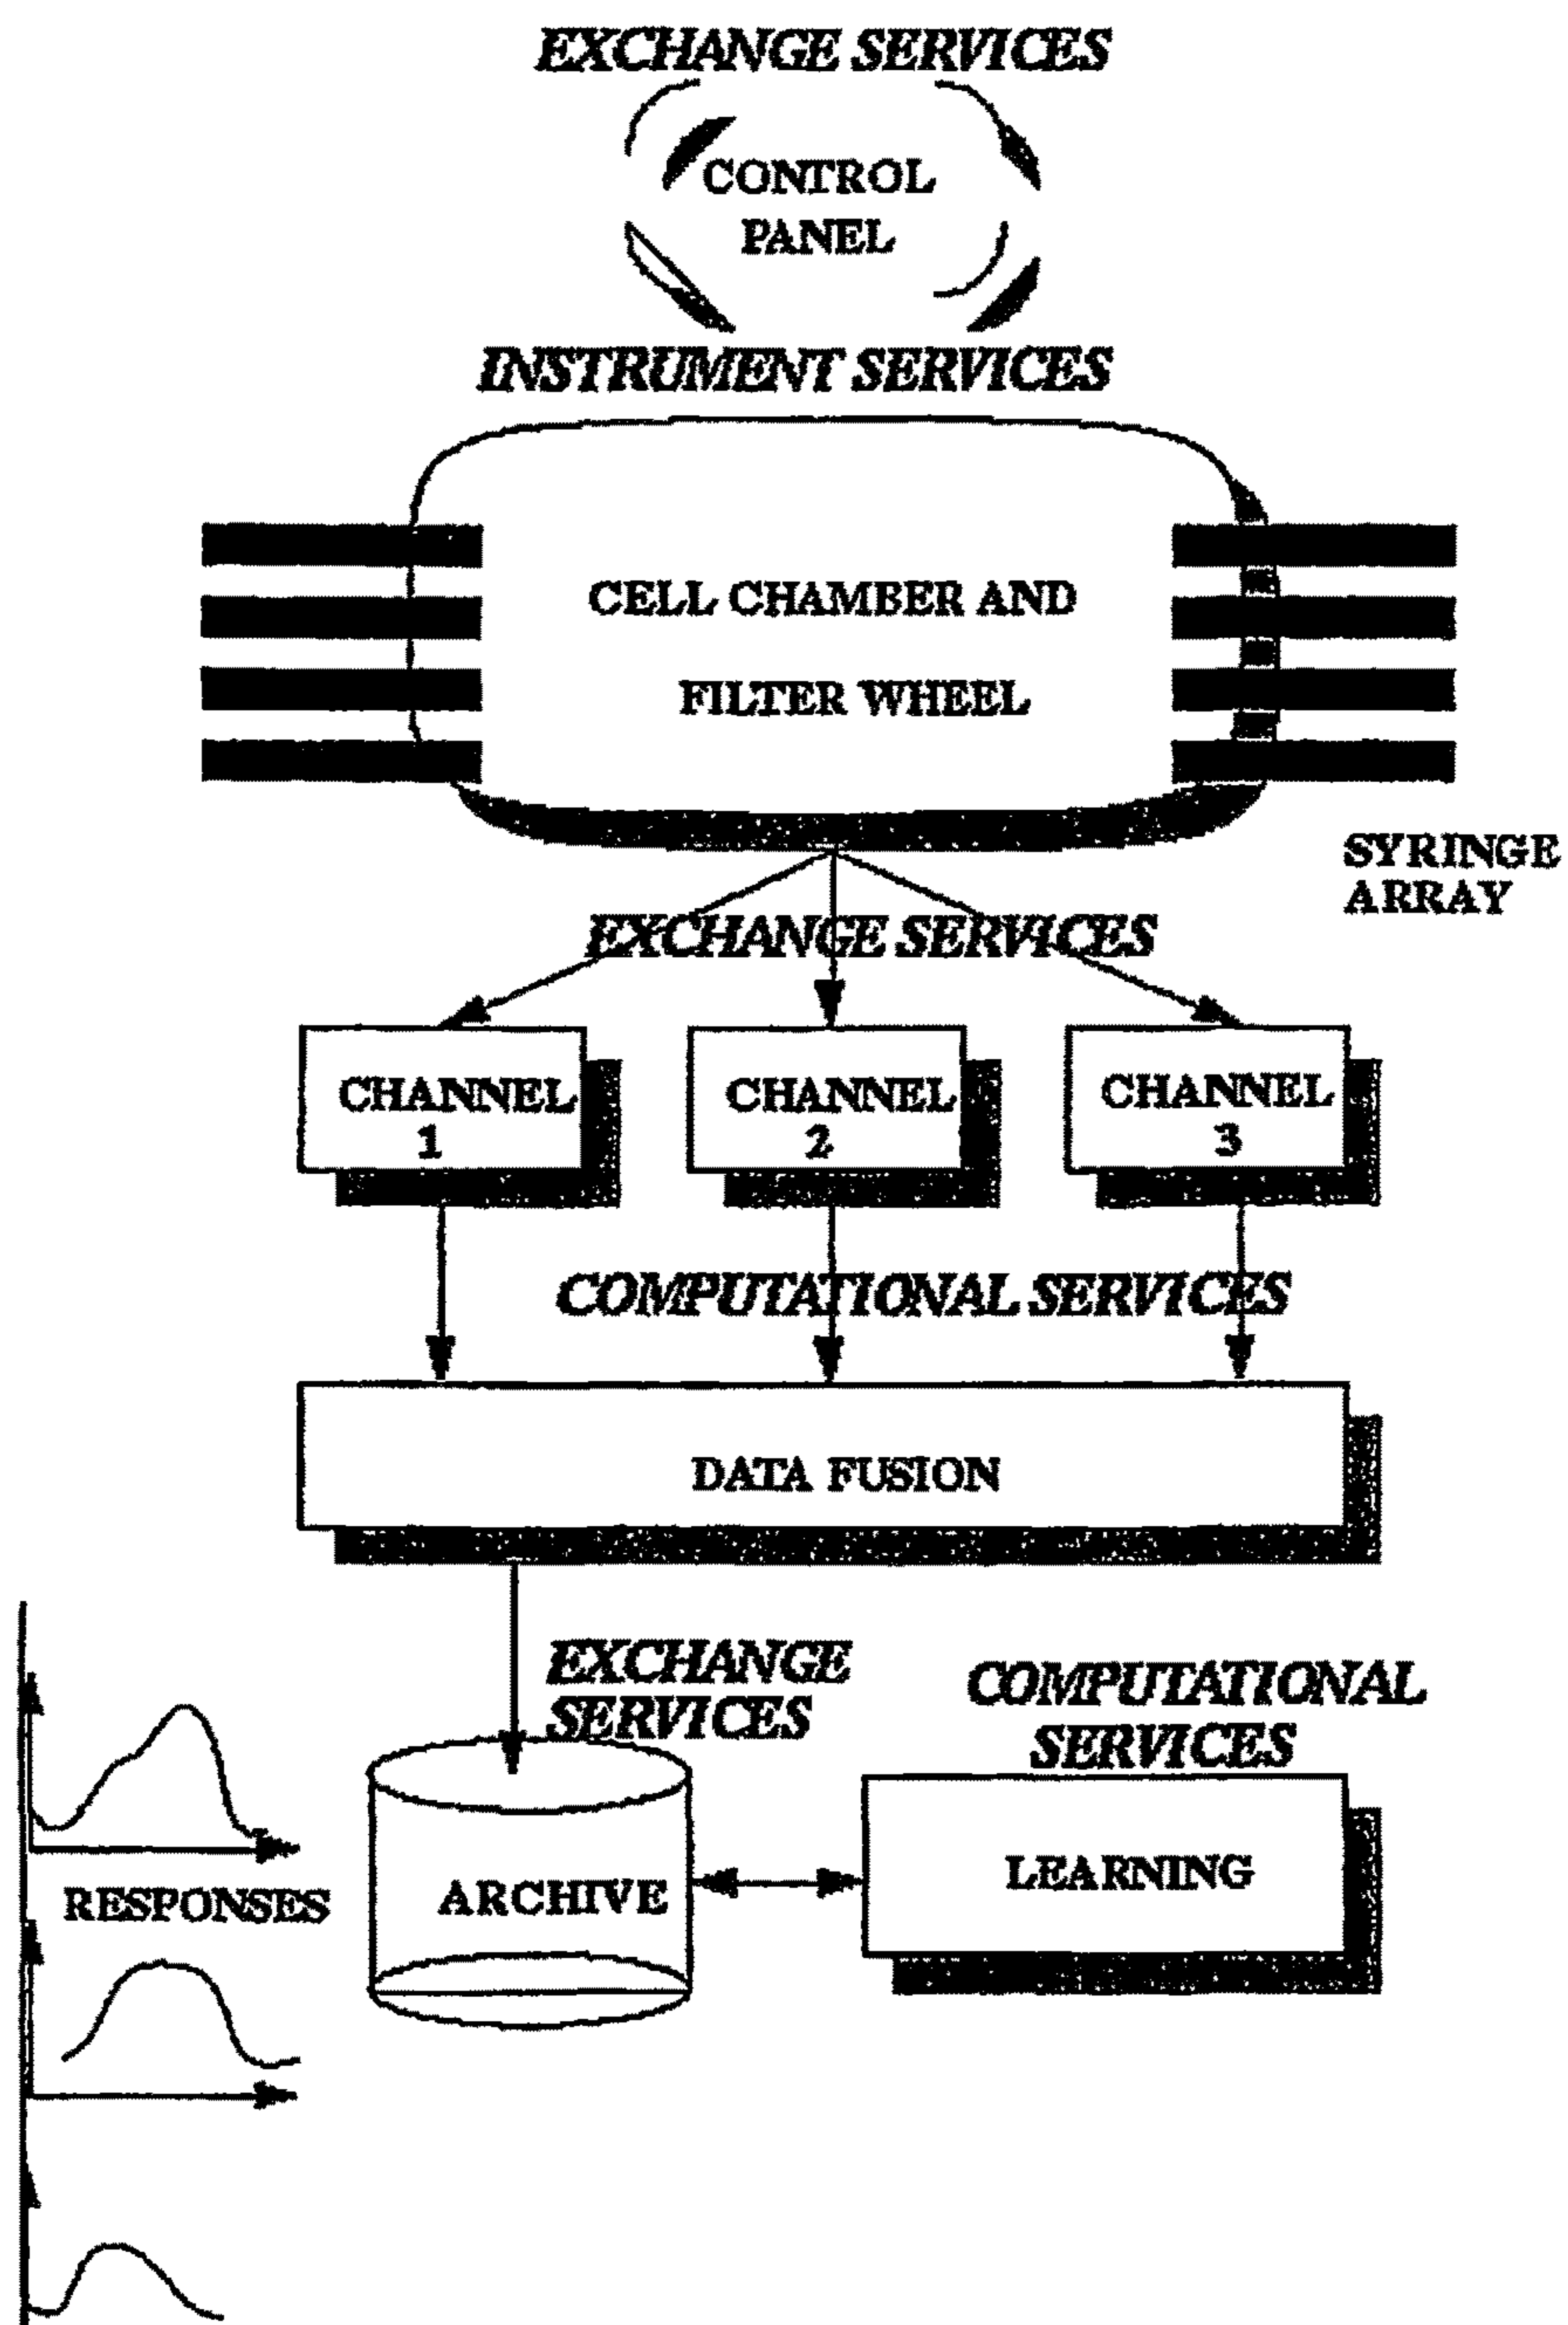 EXCHANGE SERVICES
CONTROL
PANEL
INSTRUMENT SERVICES
CELL CHAMBER AND
FILTER WHEEL
SYRINGE
ARRAY
EXCHANGE SERVICES
CHANNEL
1
CHANNEL
2
CHANNEL
3
COMPUTATIONAL SERVICES
DATA FUSION
EXCHANGE
SERVICES
COMPUTATIONAL
SERVICES
RESPONSES
ARCHIVE
LEARNING